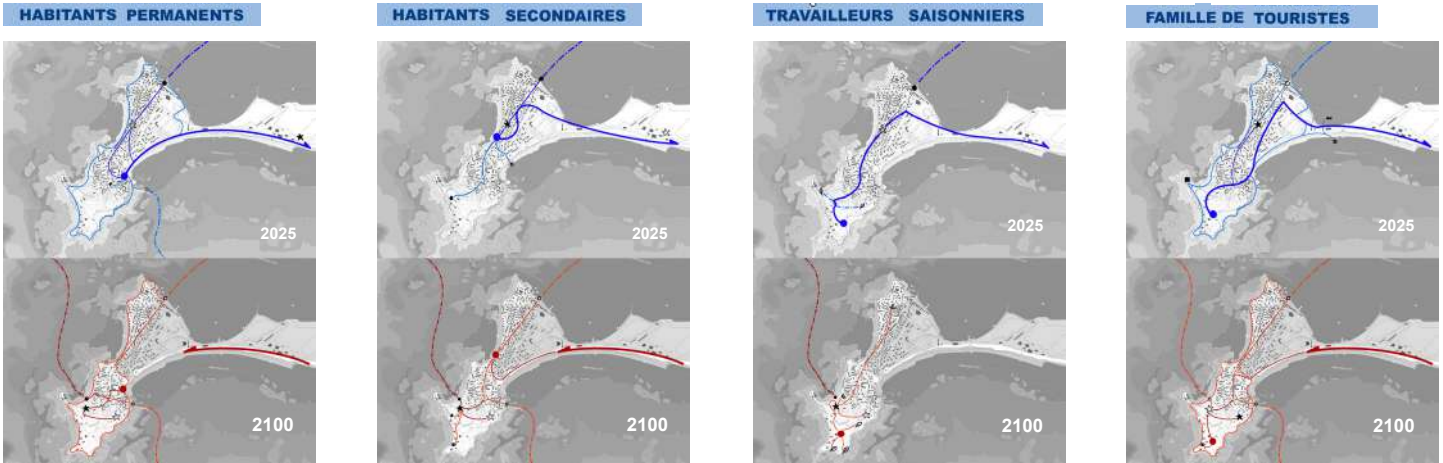 HABITANTS PERMANENTS
HABITANTS SECONDAIRES
TRAVAILLEURS SAISONNIERS
FAMILLE DE TOURISTES
2025
2025
2025
2025
2100
2100
2100
2100